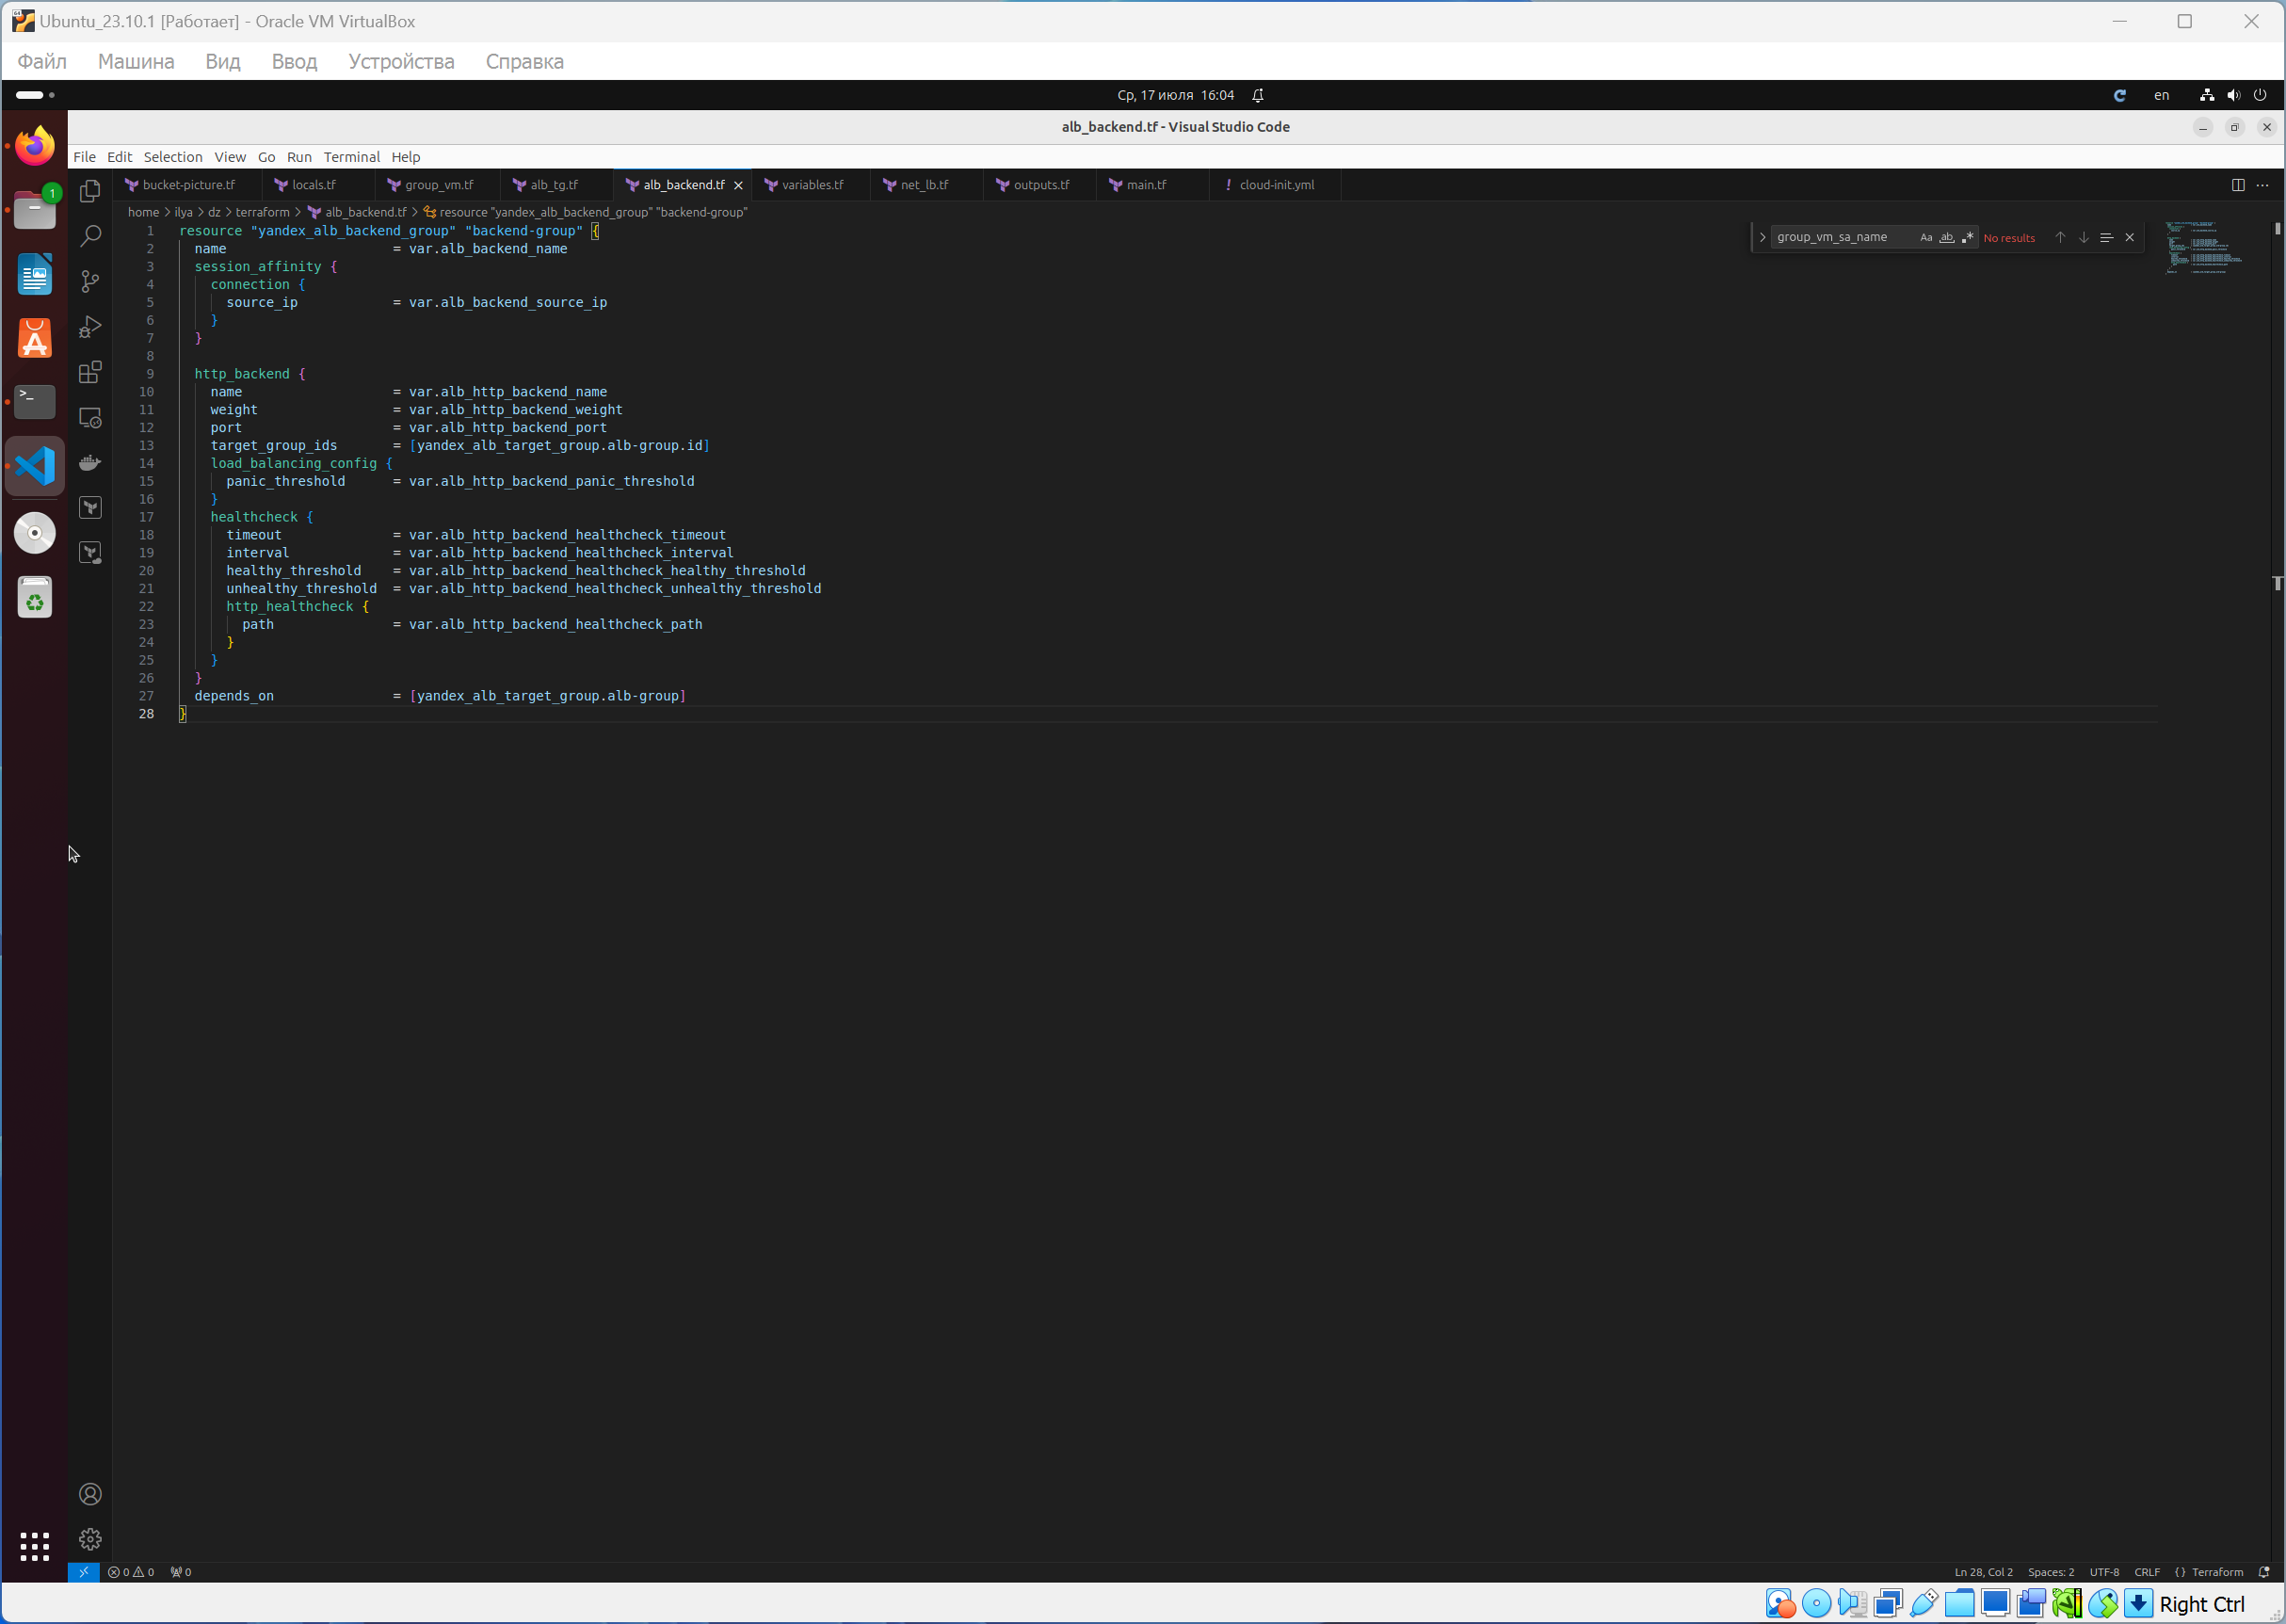 Ubuntu_23.10.1 [Работает] - Oracle VM VirtualBox
Файл Машина Вид Ввод Устройства Справка
Ср, 17 июля 16:04
en
alb_backend.tf - Visual Studio Code
File Edit Selection View Go Run Terminal Help
bucket-picture.tf locals.tf group_vm.tf alb_tg.tf alb_backend.tf variables.tf net_lb.tf outputs.tf main.tf ! cloud-init.yml
home > ilya > dz > terraform > alb_backend.tf > resource "yandex_alb_backend_group" "backend-group"
group_vm_sa_name Aa ab .* No results
1 resource "yandex_alb_backend_group" "backend-group" {
2 name = var.alb_backend_name
3 session_affinity {
4 connection {
5 source_ip = var.alb_backend_source_ip
6 }
7 }
8
9 http_backend {
10 name = var.alb_http_backend_name
11 weight = var.alb_http_backend_weight
12 port = var.alb_http_backend_port
13 target_group_ids = [yandex_alb_target_group.alb-group.id]
14 load_balancing_config {
15 panic_threshold = var.alb_http_backend_panic_threshold
16 }
17 healthcheck {
18 timeout = var.alb_http_backend_healthcheck_timeout
19 interval = var.alb_http_backend_healthcheck_interval
20 healthy_threshold = var.alb_http_backend_healthcheck_healthy_threshold
21 unhealthy_threshold = var.alb_http_backend_healthcheck_unhealthy_threshold
22 http_healthcheck {
23 path = var.alb_http_backend_healthcheck_path
24 }
25 }
26 }
27 depends_on = [yandex_alb_target_group.alb-group]
28 }
1
0 0 0
Ln 28, Col 2 Spaces: 2 UTF-8 CRLF {} Terraform
Right Ctrl